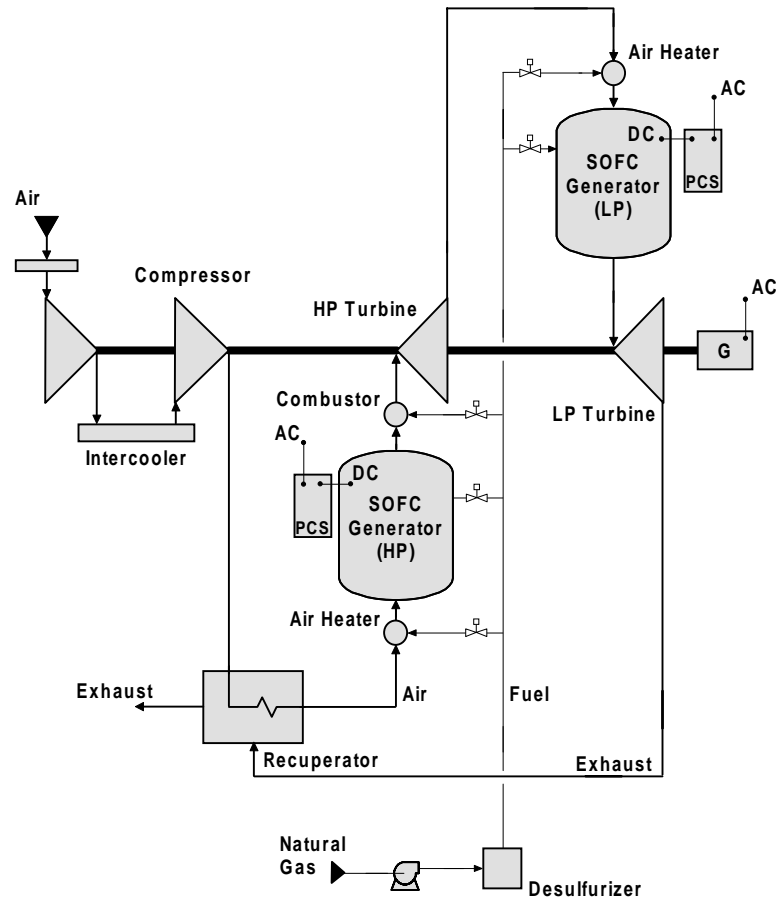 Air Heater
AC
DC
SOFC
Generator
(LP)
PCS
Air
Compressor
HP Turbine
AC
G
LP Turbine
Combustor
Intercooler
AC
DC
SOFC
Generator
(HP)
PCS
Air Heater
Exhaust
Air
Fuel
Recuperator
Exhaust
Natural
Gas
Desulfurizer